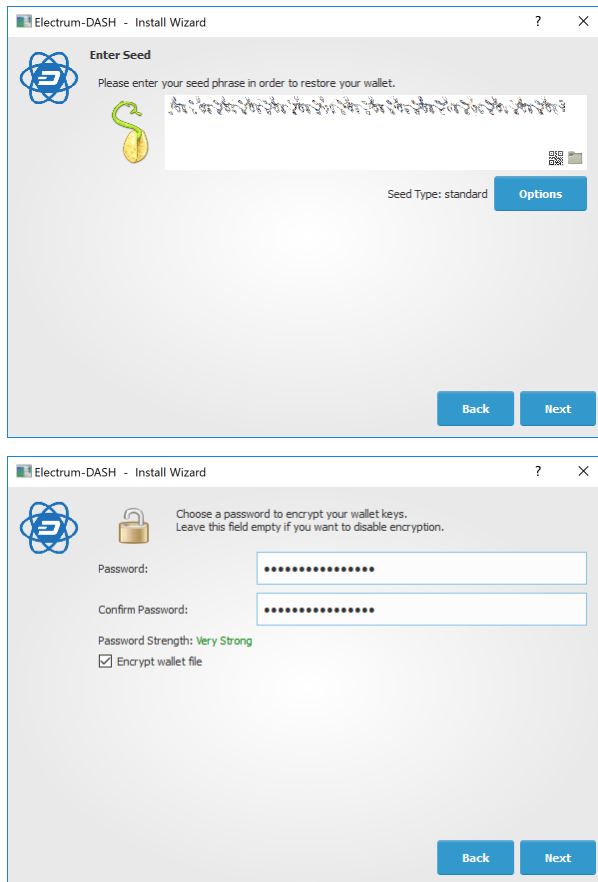 Electrum-DASH - Install Wizard
Enter Seed
Please enter your seed phrase in order to restore your wallet.
Seed Type: standard Options
Back Next
Electrum-DASH - Install Wizard
Choose a password to encrypt your wallet keys.
Leave this field empty if you want to disable encryption.
Password: ••••••••••••••••
Confirm Password: ••••••••••••••••
Password Strength: Very Strong
Encrypt wallet file
Back Next